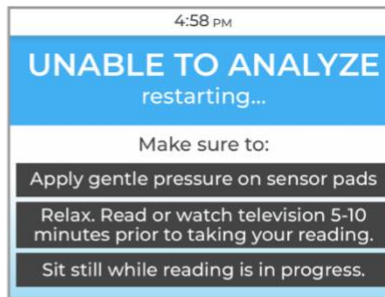 4:58 PM
UNABLE TO ANALYZE
restarting...
Make sure to:
Apply gentle pressure on sensor pads
Relax. Read or watch television 5-10
minutes prior to taking your reading.
Sit still while reading is in progress.